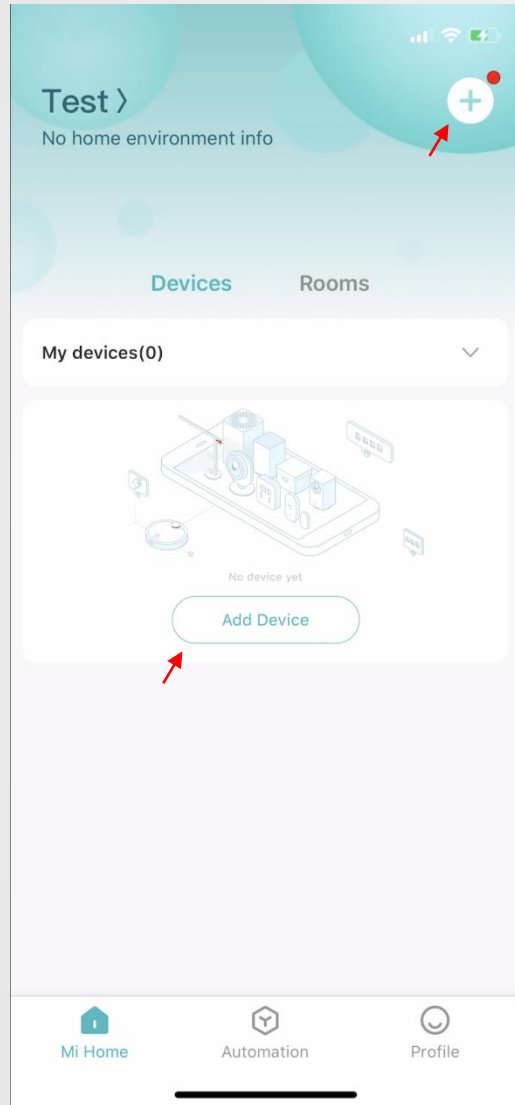 Test 〉
No home environment info
Devices Rooms
My devices(0)
No device yet
Add Device
Mi Home Automation Profile